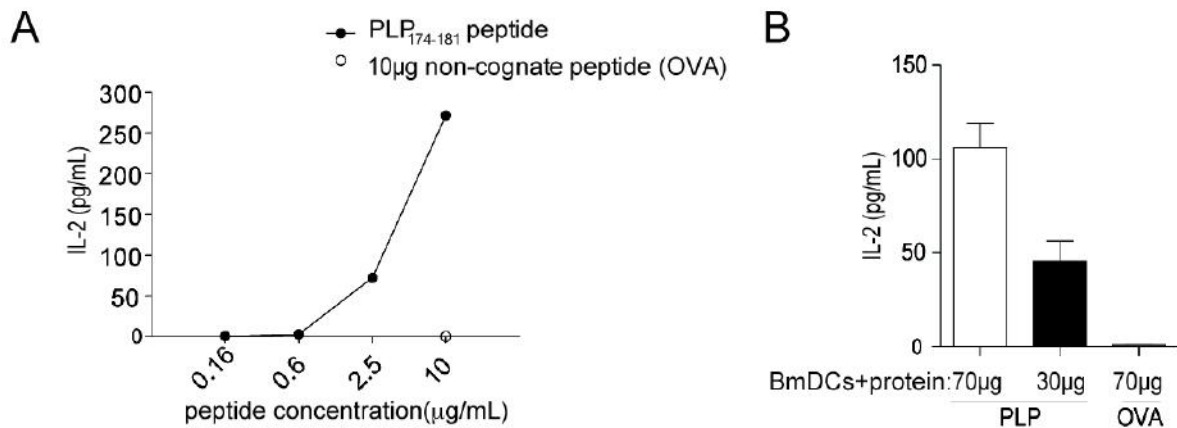 A
PLP174-181 peptide
10µg non-cognate peptide (OVA)
IL-2 (pg/mL)
300
250
200
150
100
50
0
0.16
0.6
2.5
10
peptide concentration(µg/mL)
B
IL-2 (pg/mL)
150
100
50
0
BmDCs+protein:70µg 30µg 70µg
PLP OVA